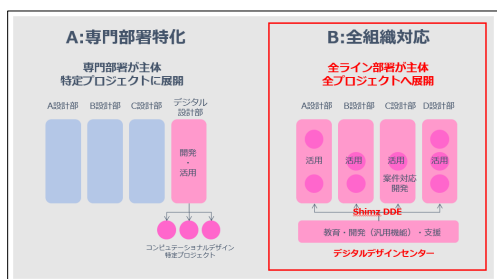 A:専門部署特化
専門部署が主体
特定プロジェクトに展開
A設計部
B設計部
C設計部
デジタル
設計部
開発
・
活用
コンピュテーショナルデザイン
特定プロジェクト
B:全組織対応
全ライン部署が主体
全プロジェクトへ展開
A設計部
B設計部
C設計部
D設計部
活用
活用
活用
活用
案件対応
開発
Shimz DDE
教育・開発（汎用機能）・支援
デジタルデザインセンター